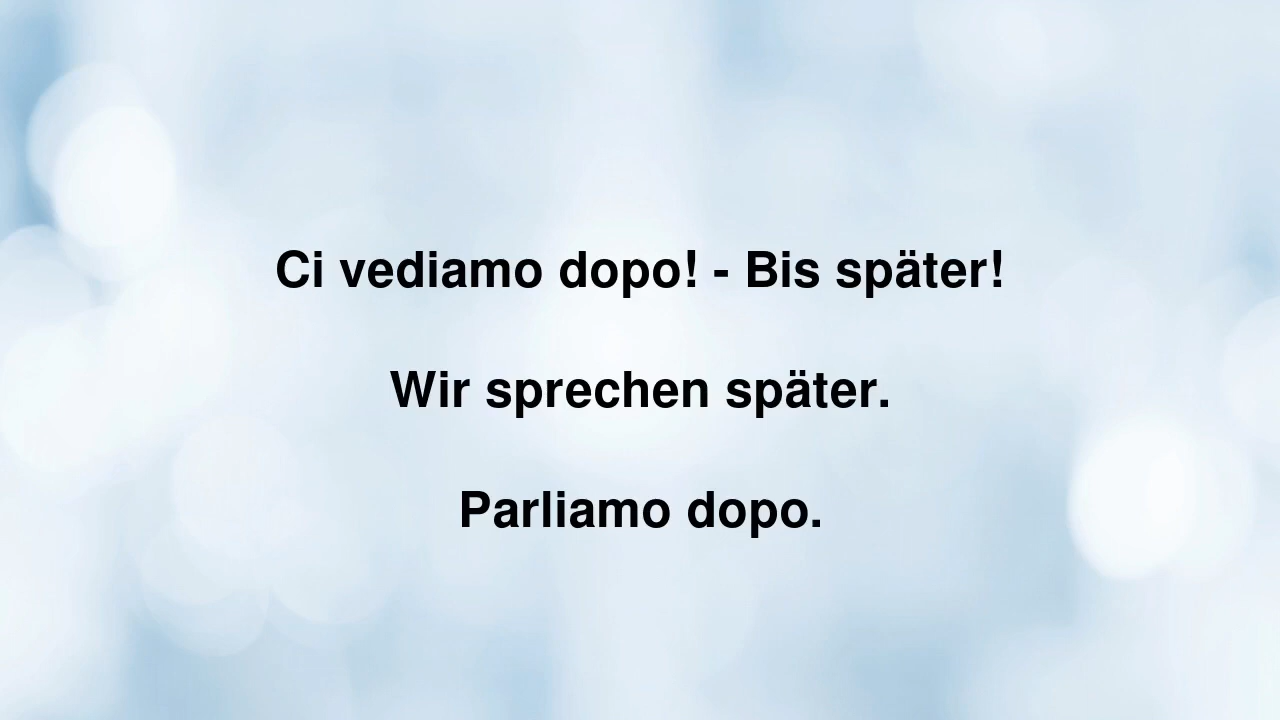 Ci vediamo dopo! - Bis später!
Wir sprechen später.
Parliamo dopo.